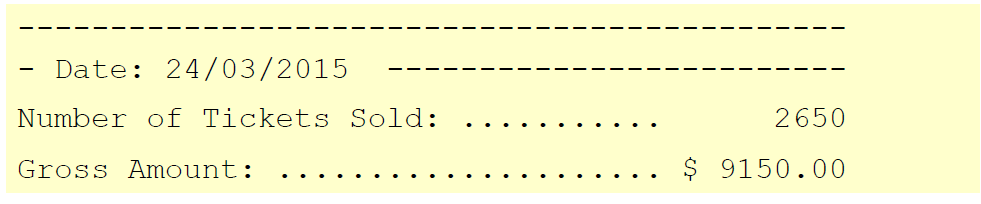 ---------------------------------------------
- Date: 24/03/2015  -------------------------
Number of Tickets Sold: ...........      2650
Gross Amount: ..................... $ 9150.00